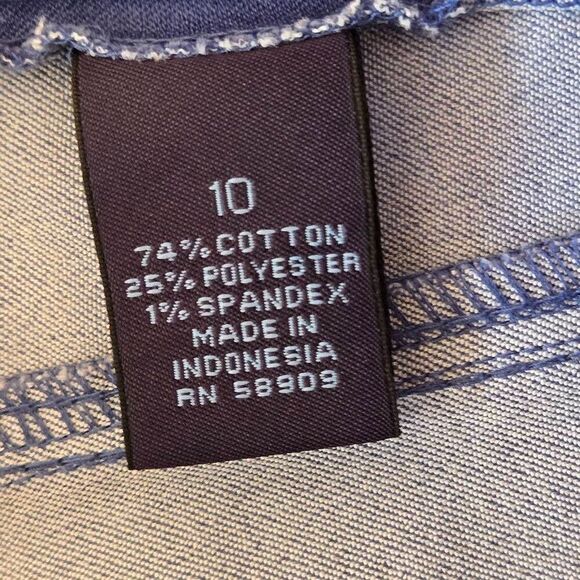 10
74% COTTON
25% POLYESTER
1% SPANDEX
MADE IN
INDONESIA
RN 58909